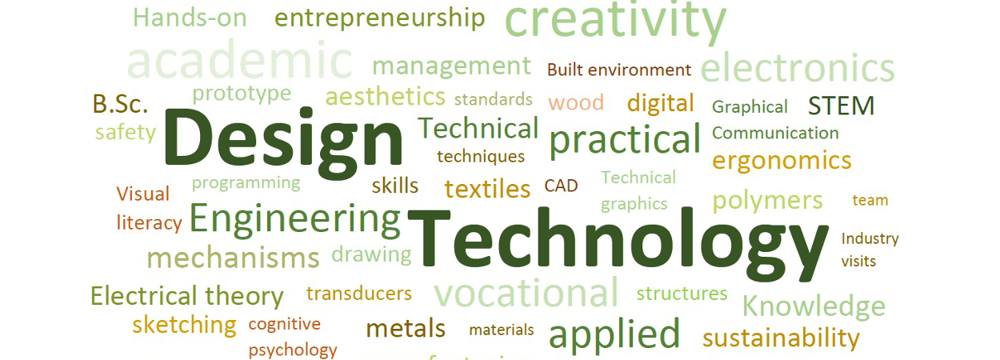 Hands-on entrepreneurship creativity
academic management Built environment electronics
B.Sc. prototype aesthetics standards wood digital Graphical STEM
safety Design Technical practical Communication
techniques ergonomics
programming skills textiles CAD Technical
Visual graphics polymers team
literacy Engineering Technology Industry
mechanisms drawing visits
Electrical theory transducers vocational structures Knowledge
sketching cognitive metals materials applied sustainability
psychology